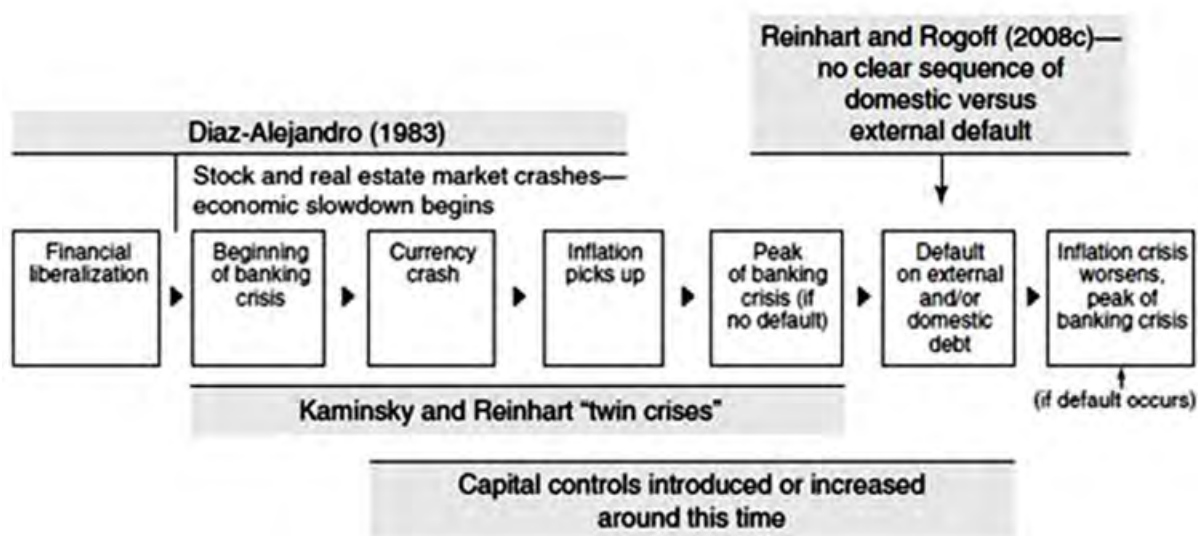 Reinhart and Rogoff (2008c)—
no clear sequence of
domestic versus
external default
Diaz-Alejandro (1983)
Stock and real estate market crashes—
economic slowdown begins
Financial
liberalization
Beginning
of banking
crisis
Currency
crash
Inflation
picks up
Peak
of banking
crisis (if
no default)
Default
on external
and/or
domestic
debt
Inflation crisis
worsens,
peak of
banking crisis
(if default occurs)
Kaminsky and Reinhart “twin crises”
Capital controls introduced or increased
around this time